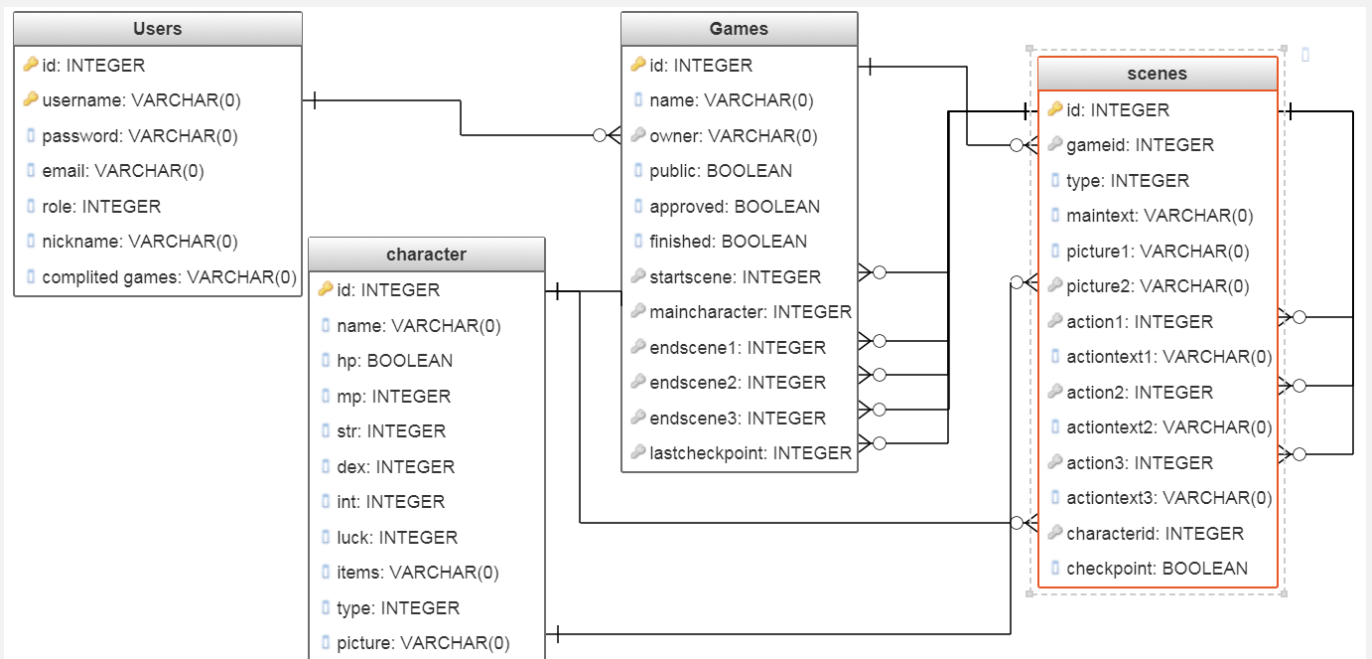 Users
id: INTEGER
username: VARCHAR(0)
password: VARCHAR(0)
email: VARCHAR(0)
role: INTEGER
nickname: VARCHAR(0)
complited games: VARCHAR(0)
character
id: INTEGER
name: VARCHAR(0)
hp: BOOLEAN
mp: INTEGER
str: INTEGER
dex: INTEGER
int: INTEGER
luck: INTEGER
items: VARCHAR(0)
type: INTEGER
picture: VARCHAR(0)
Games
id: INTEGER
name: VARCHAR(0)
owner: VARCHAR(0)
public: BOOLEAN
approved: BOOLEAN
finished: BOOLEAN
startscene: INTEGER
maincharacter: INTEGER
endscene1: INTEGER
endscene2: INTEGER
endscene3: INTEGER
lastcheckpoint: INTEGER
scenes
id: INTEGER
gameid: INTEGER
type: INTEGER
maintext: VARCHAR(0)
picture1: VARCHAR(0)
picture2: VARCHAR(0)
action1: INTEGER
actiontext1: VARCHAR(0)
action2: INTEGER
actiontext2: VARCHAR(0)
action3: INTEGER
actiontext3: VARCHAR(0)
characterid: INTEGER
checkpoint: BOOLEAN